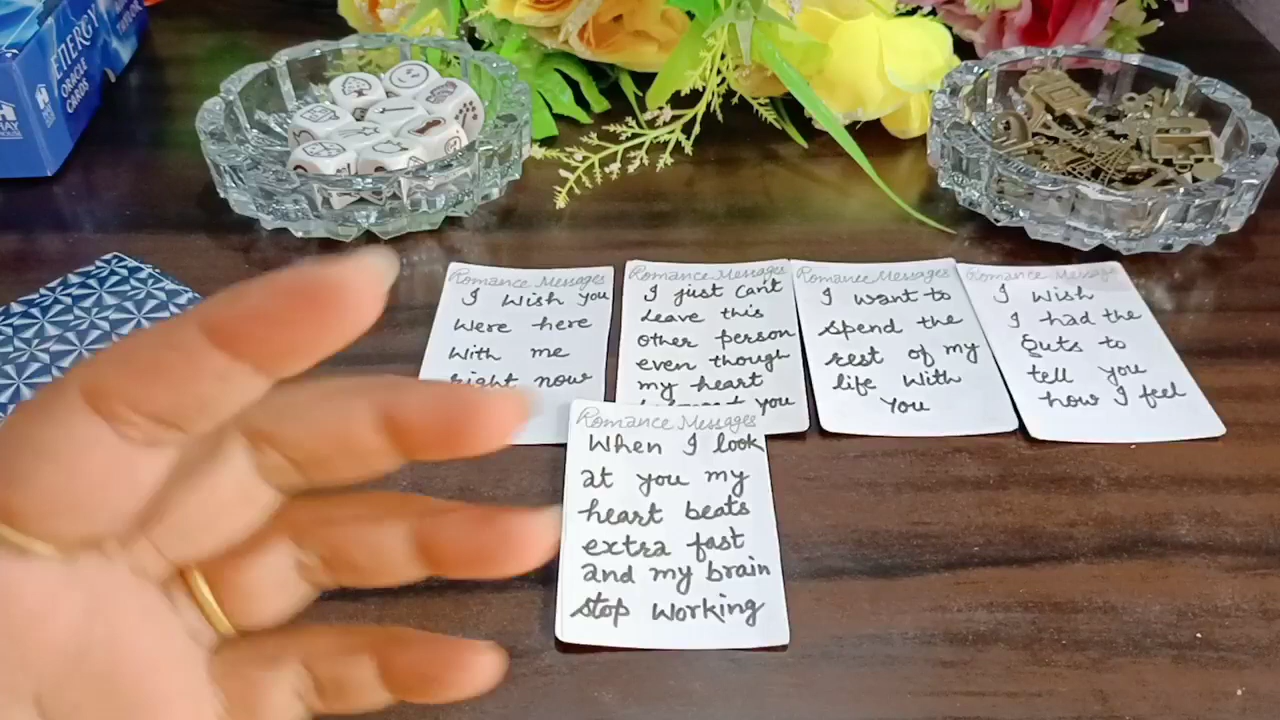 ENERGY
ORACLE
CARDS
HAY
HOUSE
Romance Messages
I wish you
were here
with me
right now
Romance Messages
I just can't
leave this
other person
even though
my heart
you
Romance Messages
I want to
spend the
rest of my
life with
you
Romance Messages
I wish
I had the
guts to
tell you
how I feel
Romance Messages
When I look
at you my
heart beats
extra fast
and my brain
stop working